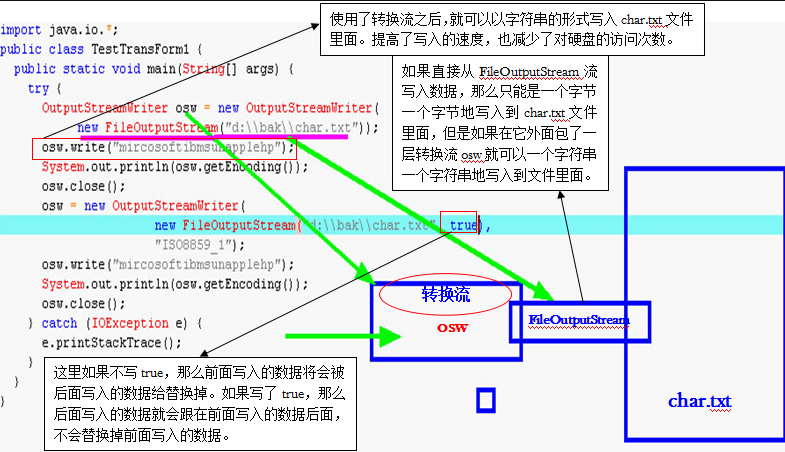 使用了转换流之后，就可以以字符串的形式写入 char.txt 文件
里面。提高了写入的速度，也减少了对硬盘的访问次数。
import java.io.*;
public class TestTransForm1 {
public static void main(String[] args) {
try {
OutputStreamWriter osw = new OutputStreamWriter(
new FileOutputStream("d:\\bak\\char.txt"));
osw.write("mircosoftibmsunapplehp");
System.out.println(osw.getEncoding());
osw.close();
osw = new OutputStreamWriter(
new FileOutputStream("d:\\bak\\char.txt", true),
"ISO8859_1");
osw.write("mircosoftibmsunapplehp");
System.out.println(osw.getEncoding());
osw.close();
} catch (IOException e) {
e.printStackTrace();
}
}
}
如果直接从 FileOutputStream 流
写入数据，那么只能是一个字节
一个字节地写入到 char.txt 文件
里面，但是如果在它外面包了一
层转换流 osw 就可以一个字符串
一个字符串地写入到文件里面。
转换流
osw
FileOutputStream
char.txt
这里如果不写 true，那么前面写入的数据将会被
后面写入的数据给替换掉。如果写了 true，那么
后面写入的数据就会跟在前面写入的数据后面，
不会替换掉前面写入的数据。